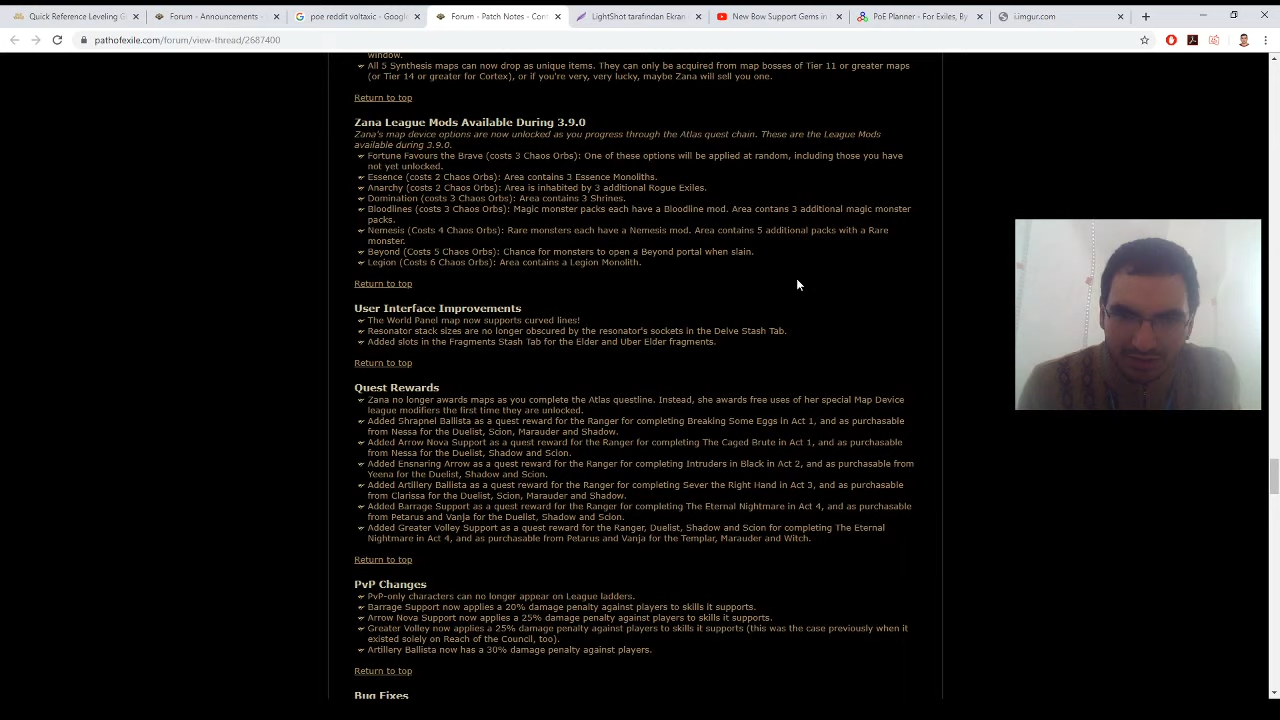 Quick Reference Leveling G
Forum - Announcements -
poe reddit voltaxic - Google
Forum - Patch Notes - Con
LightShot tarafından Ekran
New Bow Support Gems in
PoE Planner - For Exiles, By
i.imgur.com
pathofexile.com/forum/view-thread/2687400
window.
All 5 Synthesis maps can now drop as unique items. They can only be acquired from map bosses of Tier 11 or greater maps
(or Tier 14 or greater for Cortex), or if you're very, very lucky, maybe Zana will sell you one.
Return to top
Zana League Mods Available During 3.9.0
Zana's map device options are now unlocked as you progress through the Atlas quest chain. These are the League Mods
available during 3.9.0.
Fortune Favours the Brave (costs 3 Chaos Orbs): One of these options will be applied at random, including those you have
not yet unlocked.
Essence (costs 2 Chaos Orbs): Area contains 3 Essence Monoliths.
Anarchy (costs 2 Chaos Orbs): Area is inhabited by 3 additional Rogue Exiles.
Domination (costs 3 Chaos Orbs): Area contains 3 Shrines.
Bloodlines (costs 3 Chaos Orbs): Magic monster packs each have a Bloodline mod. Area contans 3 additional magic monster
packs.
Nemesis (Costs 4 Chaos Orbs): Rare monsters each have a Nemesis mod. Area contains 5 additional packs with a Rare
monster.
Beyond (Costs 5 Chaos Orbs): Chance for monsters to open a Beyond portal when slain.
Legion (Costs 6 Chaos Orbs): Area contains a Legion Monolith.
Return to top
User Interface Improvements
The World Panel map now supports curved lines!
Resonator stack sizes are no longer obscured by the resonator's sockets in the Delve Stash Tab.
Added slots in the Fragments Stash Tab for the Elder and Uber Elder fragments.
Return to top
Quest Rewards
Zana no longer awards maps as you complete the Atlas questline. Instead, she awards free uses of her special Map Device
league modifiers the first time they are unlocked.
Added Shrapnel Ballista as a quest reward for the Ranger for completing Breaking Some Eggs in Act 1, and as purchasable
from Nessa for the Duelist, Scion, Marauder and Shadow.
Added Arrow Nova Support as a quest reward for the Ranger for completing The Caged Brute in Act 1, and as purchasable
from Nessa for the Duelist, Shadow and Scion.
Added Ensnaring Arrow as a quest reward for the Ranger for completing Intruders in Black in Act 2, and as purchased from
Yeena for the Duelist, Shadow and Scion.
Added Artillery Ballista as a quest reward for the Ranger for completing Sever the Right Hand in Act 3, and as purchasable
from Clarissa for the Duelist, Scion, Marauder and Shadow.
Added Barrage Support as a quest reward for the Ranger for completing The Eternal Nightmare in Act 4, and as purchasable
from Petarus and Vanja for the Duelist, Shadow and Scion.
Added Greater Volley Support as a quest reward for the Ranger, Duelist, Shadow and Scion for completing The Eternal
Nightmare in Act 4, and as purchasable from Petarus and Vanja for the Templar, Marauder and Witch.
Return to top
PvP Changes
PvP-only characters can no longer appear on League ladders.
Barrage Support now applies a 20% damage penalty against players to skills it supports.
Arrow Nova Support now applies a 25% damage penalty against players to skills it supports.
Greater Volley now applies a 25% damage penalty against players to skills it supports (this was the case previously when it
existed solely on Reach of the Council, too).
Artillery Ballista now has a 30% damage penalty against players.
Return to top
Bug Fixes